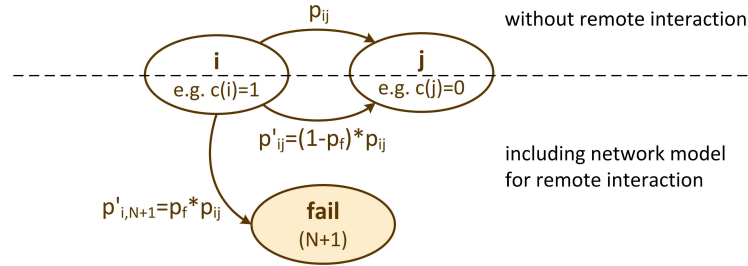 p_ij
without remote interaction
i
j
e.g. c(i)=1
e.g. c(j)=0
p'_ij=(1-p_f)*p_ij
including network model
for remote interaction
p'_i,N+1=p_f*p_ij
fail
(N+1)